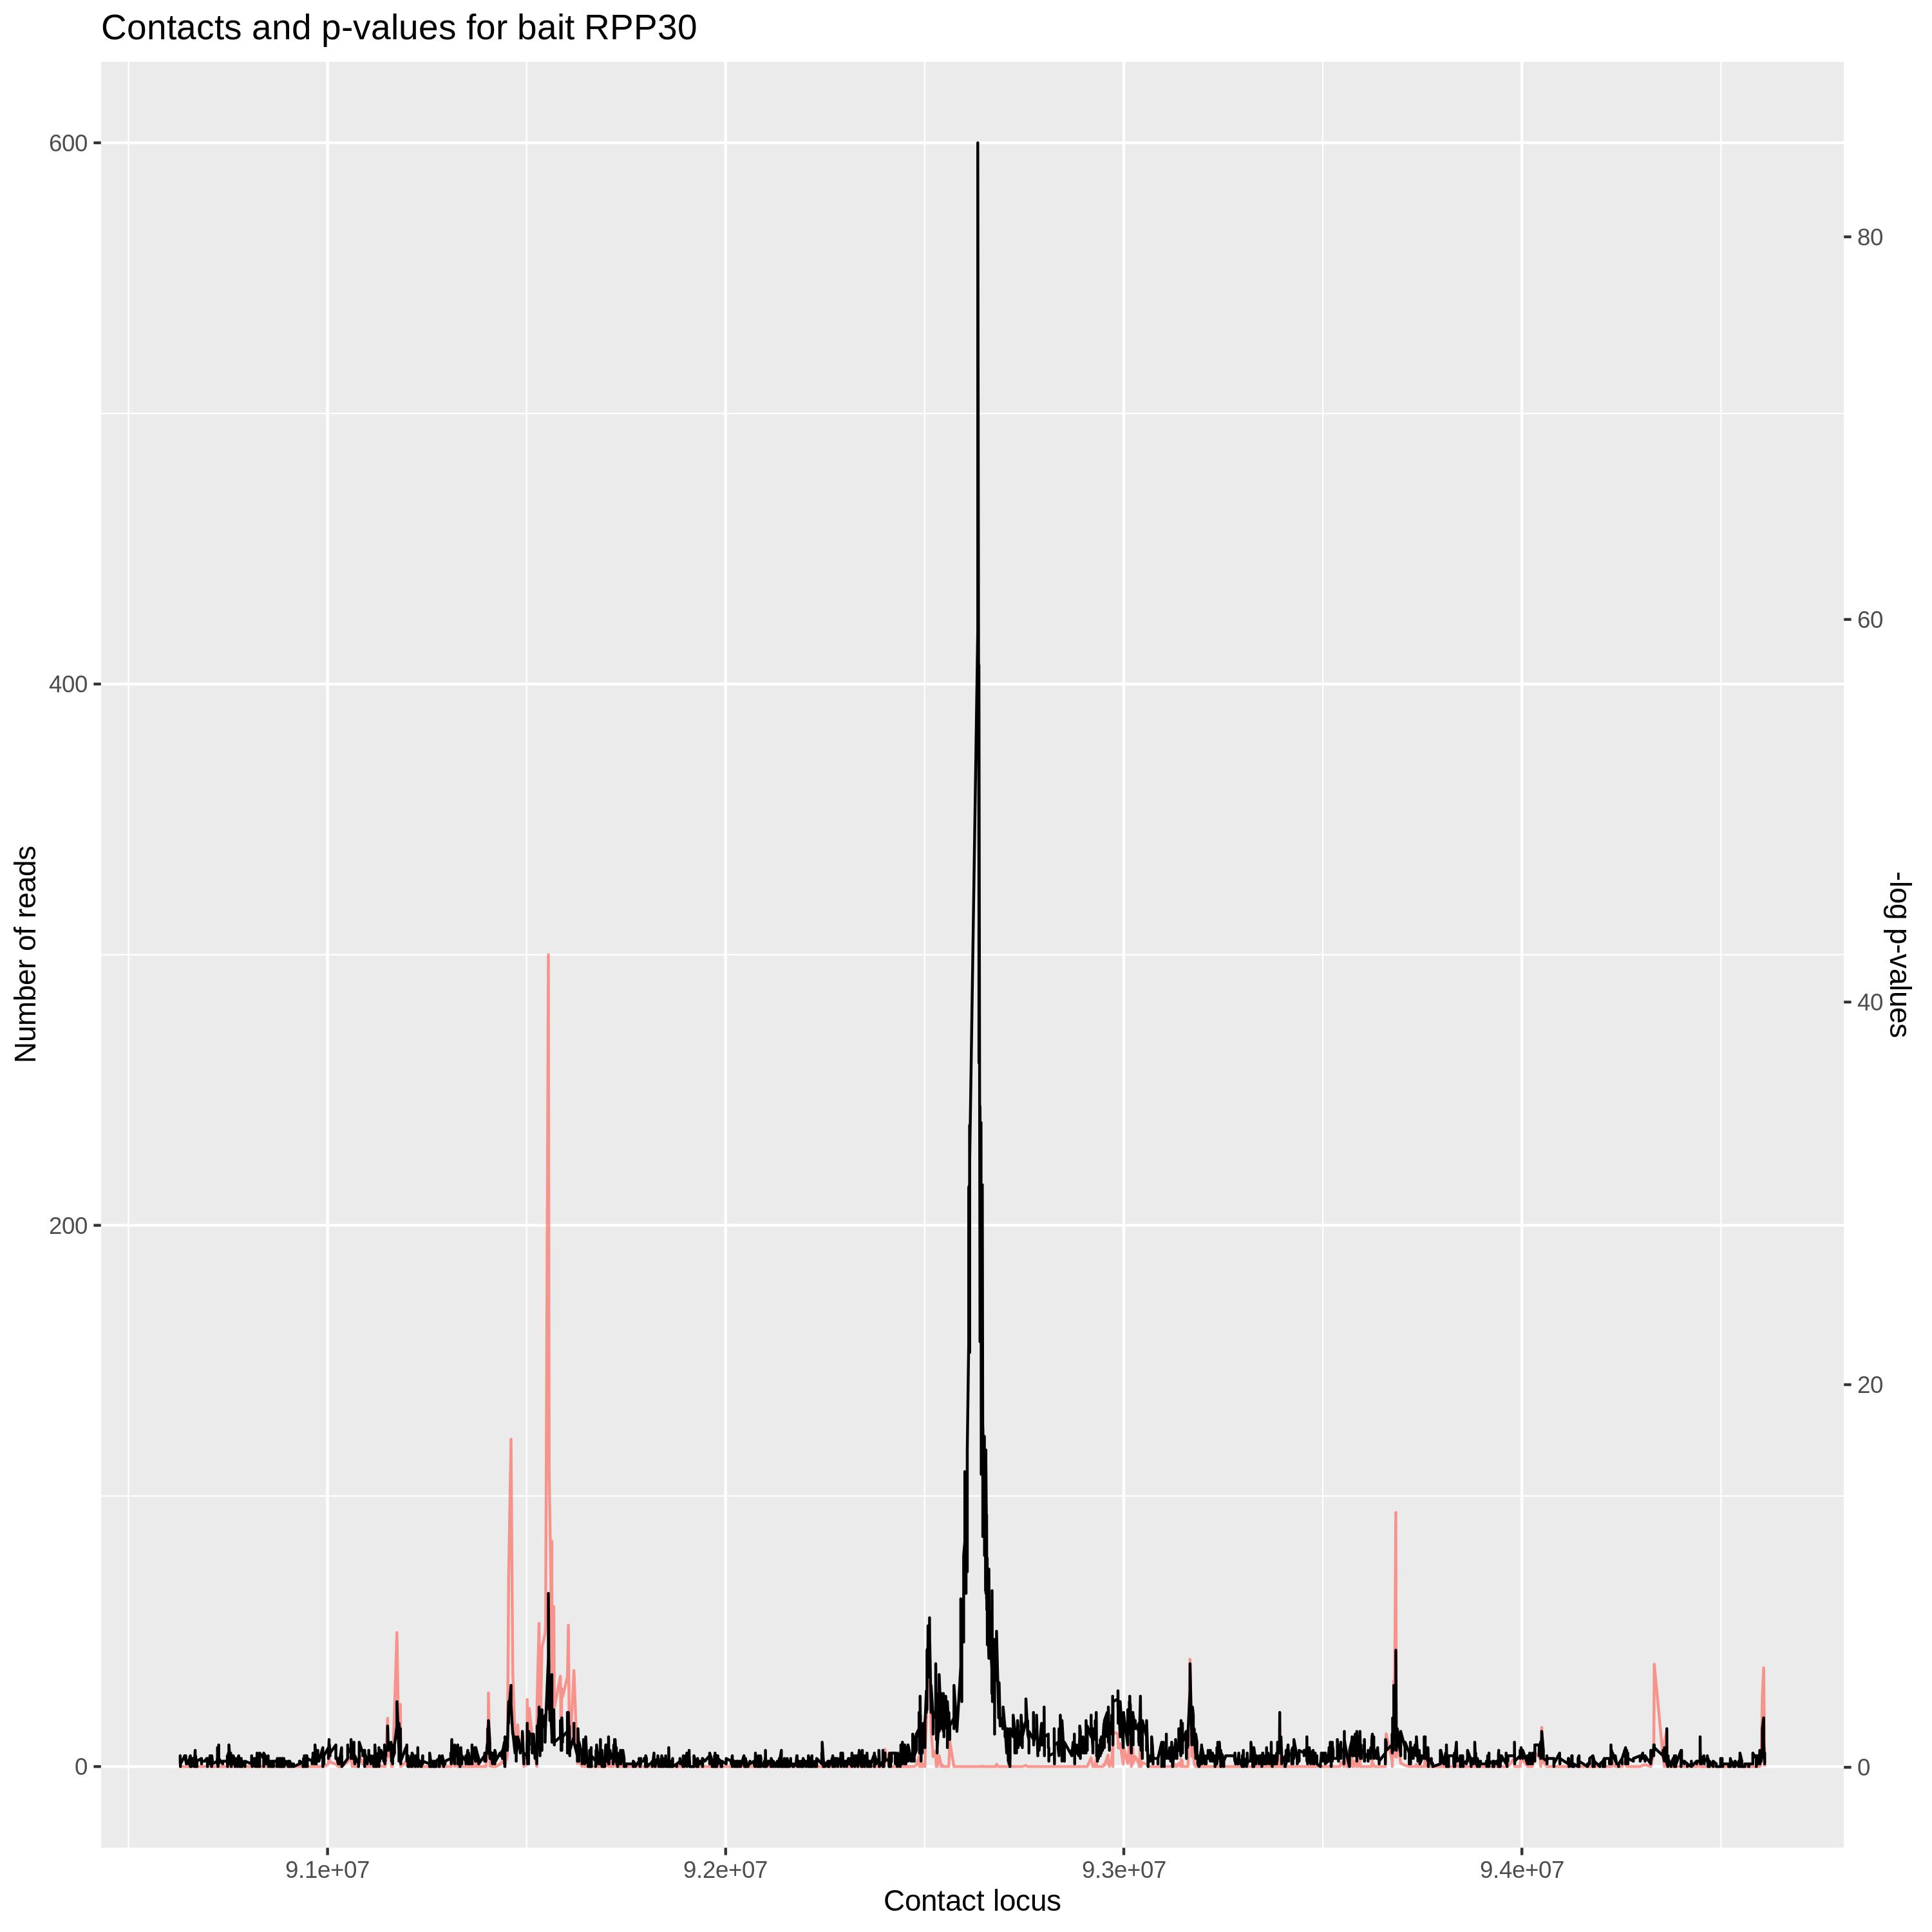 Contacts and p-values for bait RPP30
600
400
200
0
Number of reads
80
60
40
20
0
-log p-values
9.1e+07
9.2e+07
9.3e+07
9.4e+07
Contact locus